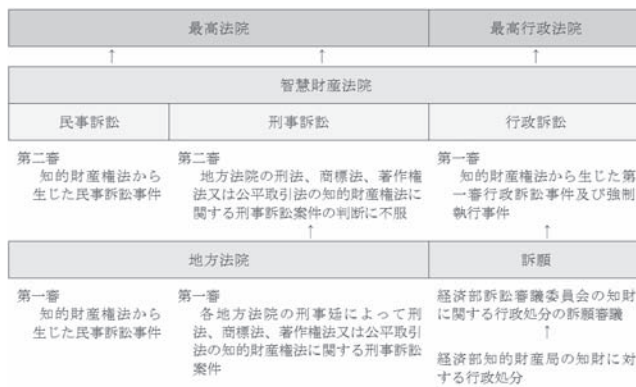 最高法院
最高行政法院
↑
↑
↑
智慧財産法院
民事訴訟
刑事訴訟
行政訴訟
第二審
知的財産権法から
生じた民事訴訟事件
第二審
地方法院の刑法、商標法、著作権
法又は公平取引法の知的財産権法に
関する刑事訴訟案件の判断に不服
第一審
知的財産権法から生じた第
一審行政訴訟事件及び強制
執行事件
↑
↑
地方法院
訴願
第一審
知的財産権法から
生じた民事訴訟事件
第一審
各地方法院の刑事廷によって刑
法、商標法、著作権法又は公平取引
法の知的財産権法に関する刑事訴訟
案件
経済部訴訟審議委員会の知財
に関する行政処分の訴願審議
↑
経済部知的財産局の知財に対
する行政処分